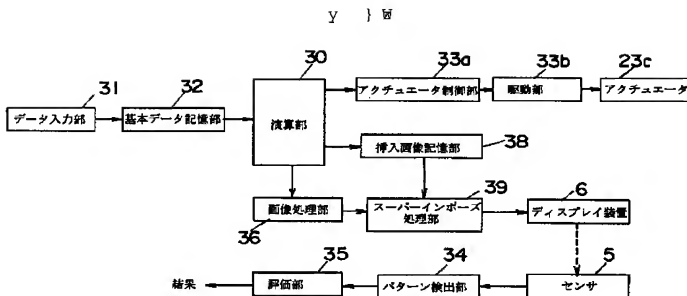 30
33a
33b
23c
31
32
データ入力部
基本データ記憶部
演算部
アクチュエータ制御部
駆動部
アクチュエータ
挿入画像記憶部
38
39
6
画像処理部
スーパーインポーズ
処理部
ディスプレイ装置
36
35
34
5
結果
評価部
パターン検出部
センサ